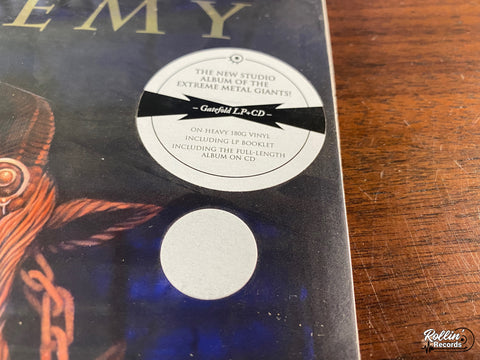 EMY
THE NEW STUDIO
ALBUM OF THE
EXTREME METAL GIANTS!
– Gatefold LP+CD –
ON HEAVY 180G VINYL
INCLUDING LP BOOKLET
INCLUDING THE FULL-LENGTH
ALBUM ON CD
Rollin
Records